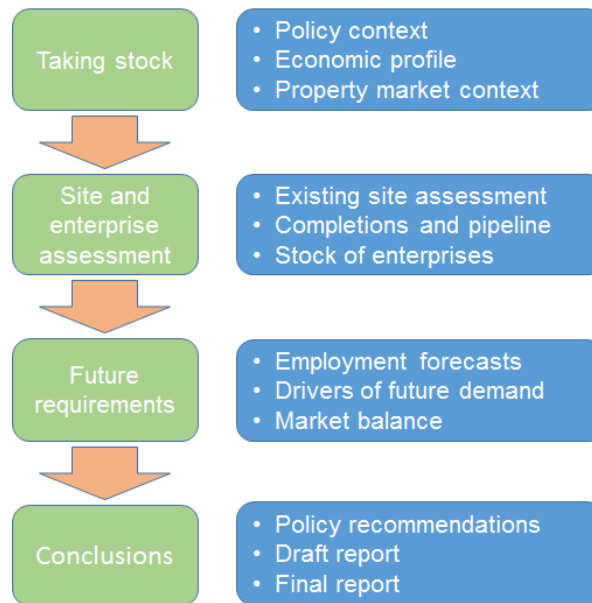 Taking stock
• Policy context
• Economic profile
• Property market context
Site and
enterprise
assessment
• Existing site assessment
• Completions and pipeline
• Stock of enterprises
Future
requirements
• Employment forecasts
• Drivers of future demand
• Market balance
Conclusions
• Policy recommendations
• Draft report
• Final report